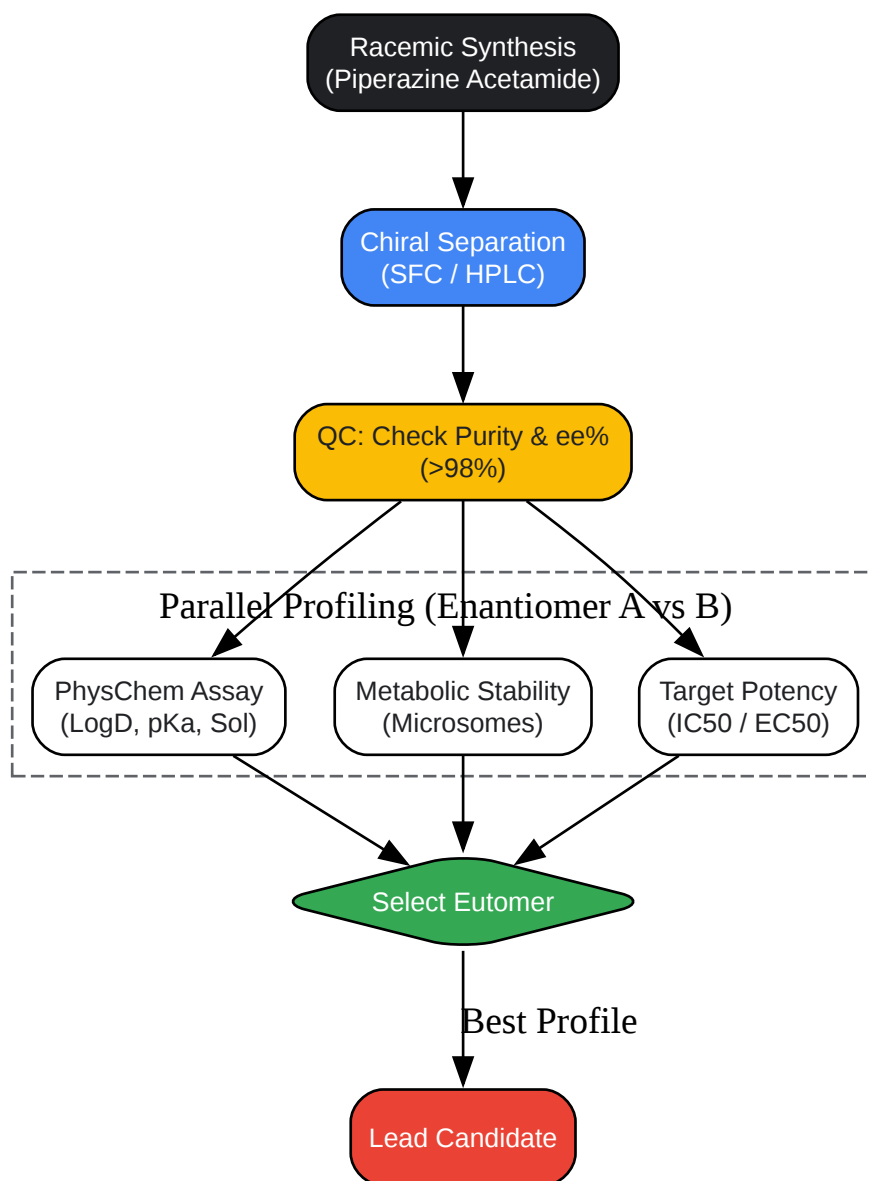 Racemic Synthesis
(Piperazine Acetamide)
Chiral Separation
(SFC / HPLC)
QC: Check Purity & ee%
(>98%)
Parallel Profiling (Enantiomer A vs B)
PhysChem Assay
(LogD, pKa, Sol)
Metabolic Stability
(Microsomes)
Target Potency
(IC50 / EC50)
Select Eutomer
Best Profile
Lead Candidate